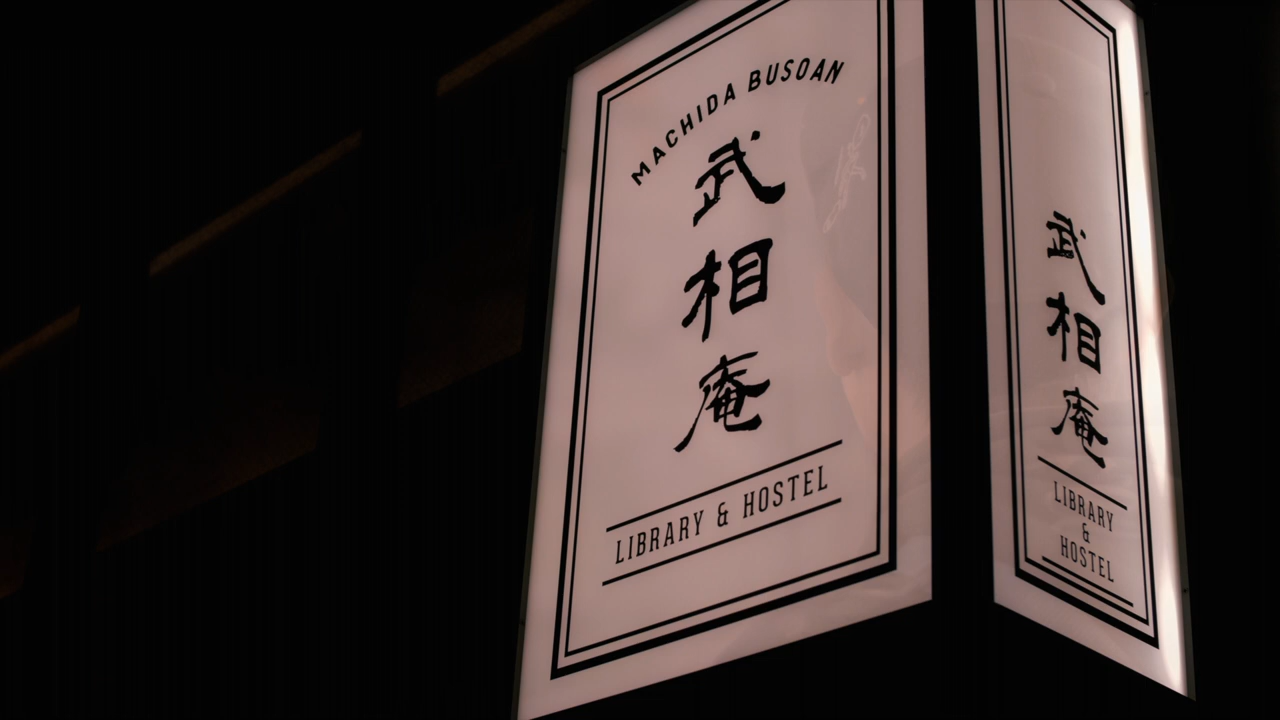 MACHIDA BUSOAN
武相庵
LIBRARY & HOSTEL
武相庵
LIBRARY
&
HOSTEL